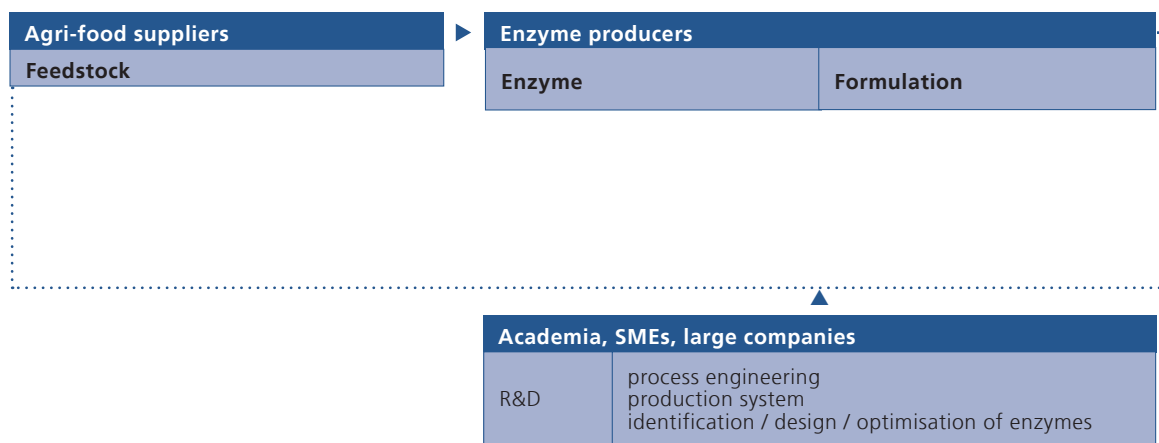 Agri-food suppliers
Feedstock
Enzyme producers
Enzyme
Formulation
Academia, SMEs, large companies
R&D
process engineering
production system
identification / design / optimisation of enzymes